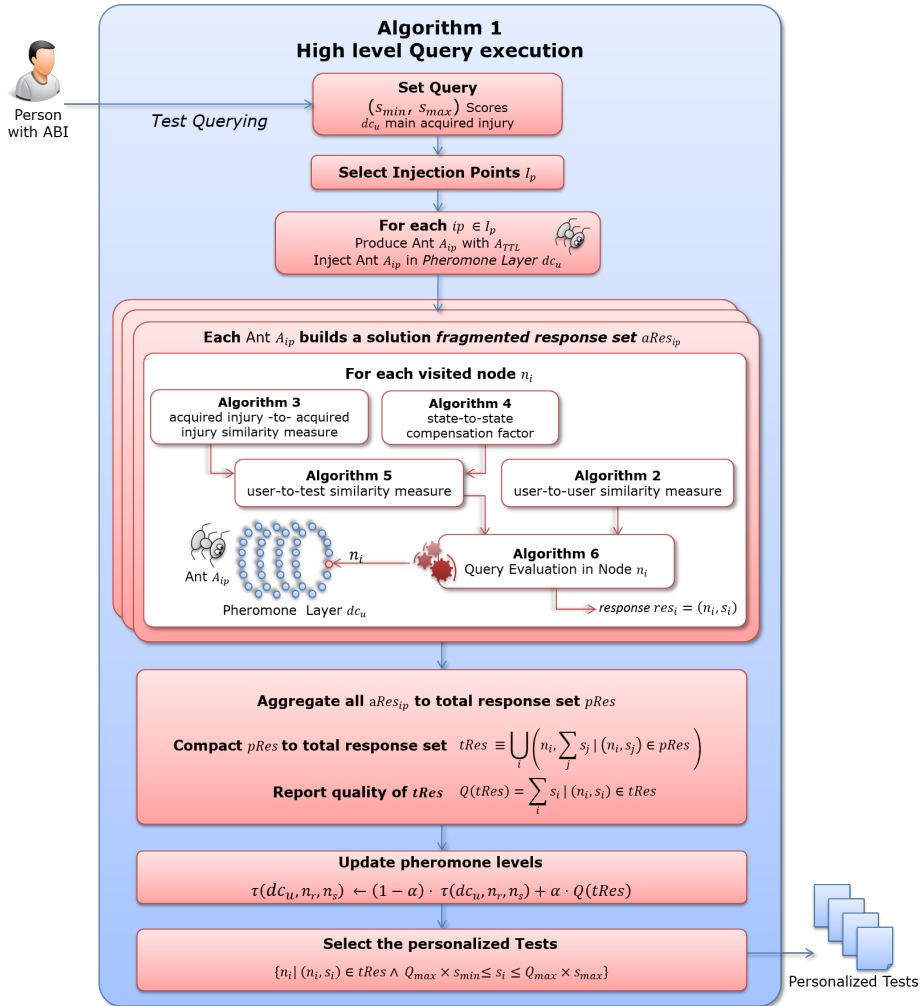 Algorithm 1
High level Query execution
Person
with ABI
Test Querying
Set Query
(s_min, s_max) Scores
dc_u main acquired injury
Select Injection Points I_p
For each ip ∈ I_p
Produce Ant A_ip with A_TTL
Inject Ant A_ip in Pheromone Layer dc_u
Each Ant A_ip builds a solution fragmented response set aRes_ip
For each visited node n_i
Algorithm 3
acquired injury -to- acquired
injury similarity measure
Algorithm 4
state-to-state
compensation factor
Algorithm 5
user-to-test similarity measure
Algorithm 2
user-to-user similarity measure
Ant A_ip
Pheromone Layer dc_u
n_i
Algorithm 6
Query Evaluation in Node n_i
response res_i = (n_i, s_i)
Aggregate all aRes_ip to total response set pRes
Compact pRes to total response set tRes ≡ ⋃_i (n_i, ∑_j s_j | (n_i, s_j) ∈ pRes)
Report quality of tRes Q(tRes) = ∑_i s_i | (n_i, s_i) ∈ tRes
Update pheromone levels
τ(dc_u, n_r, n_s) ← (1 − α) · τ(dc_u, n_r, n_s) + α · Q(tRes)
Select the personalized Tests
{n_i | (n_i, s_i) ∈ tRes ∧ Q_max × s_min ≤ s_i ≤ Q_max × s_max}
Personalized Tests